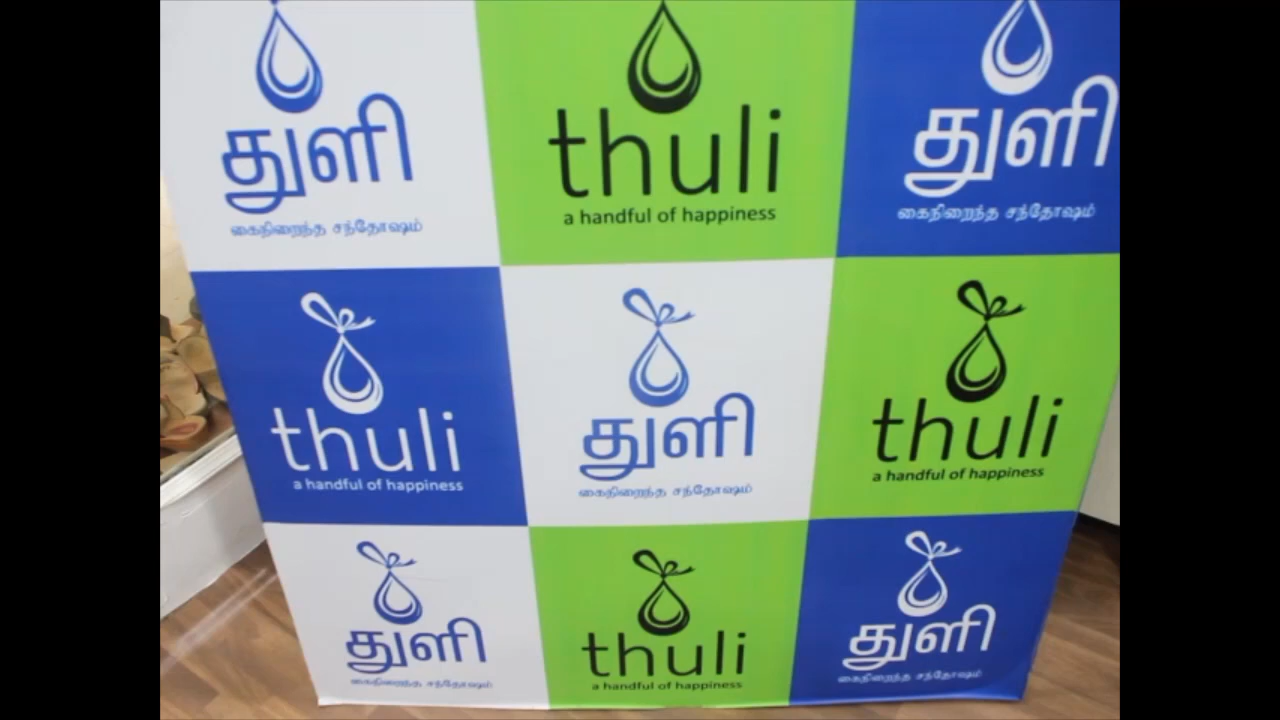 துளி
கைநிறைந்த சந்தோஷம்
thuli
a handful of happiness
துளி
கைநிறைந்த சந்தோஷம்
thuli
a handful of happiness
துளி
கைநிறைந்த சந்தோஷம்
thuli
a handful of happiness
துளி
கைநிறைந்த சந்தோஷம்
thuli
a handful of happiness
துளி
கைநிறைந்த சந்தோஷம்